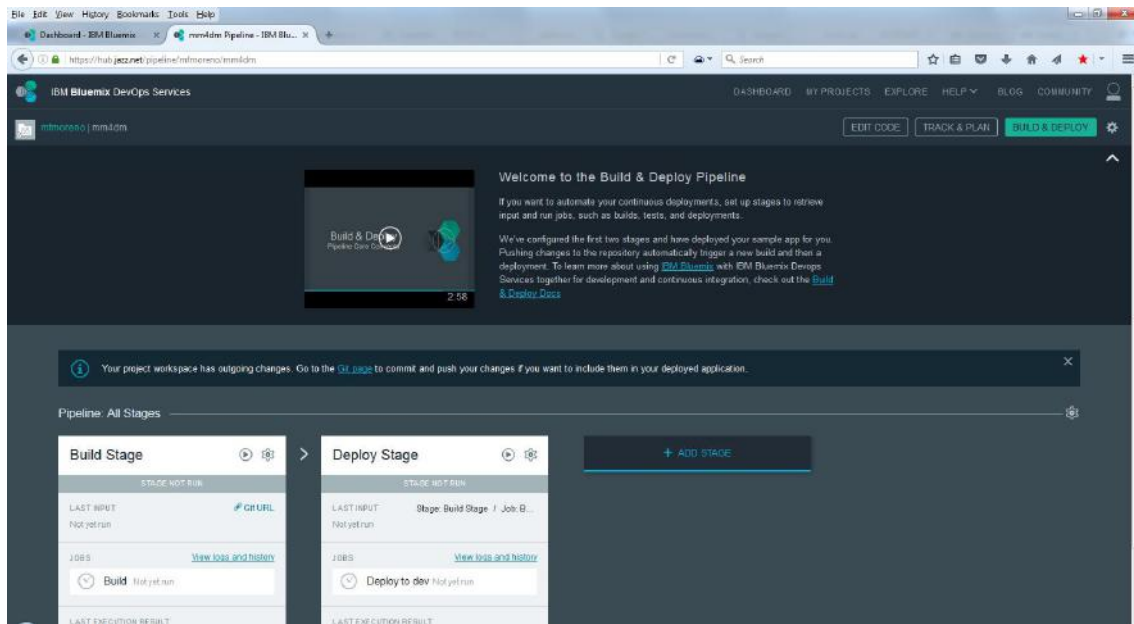 File Edit View History Bookmarks Tools Help
Dashboard - IBM Bluemix × mm4dm Pipeline - IBM Blu... × +
https://hub.jazz.net/pipeline/mfmoreno/mm4dm Search
IBM Bluemix DevOps Services DASHBOARD MY PROJECTS EXPLORE HELP BLOG COMMUNITY
mfmoreno | mm4dm EDIT CODE TRACK & PLAN BUILD & DEPLOY
Welcome to the Build & Deploy Pipeline
If you want to automate your continuous deployments, set up stages to retrieve
input and run jobs, such as builds, tests, and deployments.
Build & Deploy
Pipeline Core
We've configured the first two stages and have deployed your sample app for you.
Pushing changes to the repository automatically trigger a new build and then a
deployment. To learn more about using IBM Bluemix with IBM Bluemix Devops
Services together for development and continuous integration, check out the Build
& Deploy Docs
2:58
Your project workspace has outgoing changes. Go to the Git page to commit and push your changes if you want to include them in your deployed application. ×
Pipeline: All Stages
Build Stage
STAGE NOT RUN
LAST INPUT Git URL
Not yet run
JOBS View logs and history
Build Not yet run
LAST EXECUTION RESULT
Deploy Stage
STAGE NOT RUN
LAST INPUT Stage: Build Stage / Job: B...
Not yet run
JOBS View logs and history
Deploy to dev Not yet run
LAST EXECUTION RESULT
+ ADD STAGE